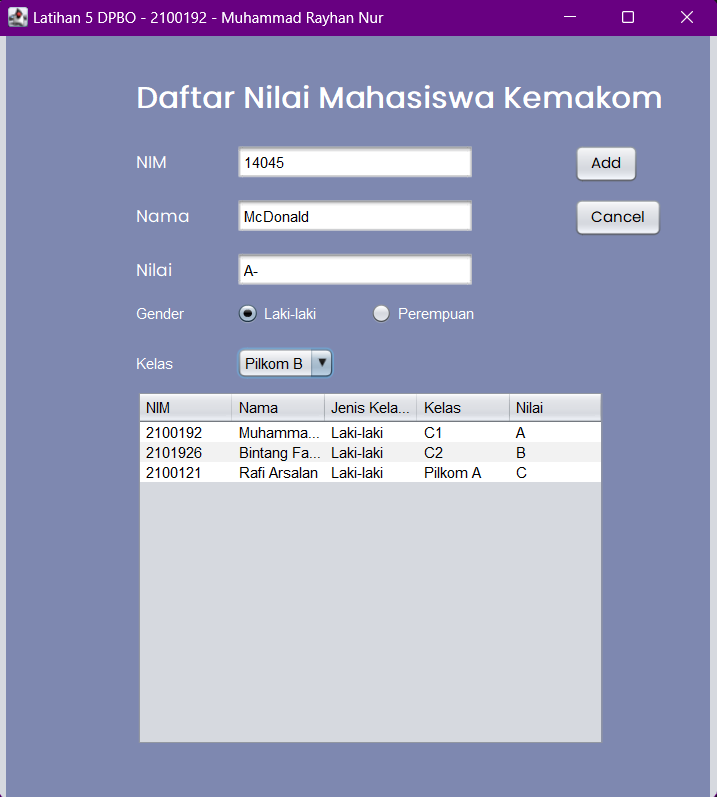 Latihan 5 DPBO - 2100192 - Muhammad Rayhan Nur
Daftar Nilai Mahasiswa Kemakom
NIM 14045 Add
Nama McDonald Cancel
Nilai A-
Gender Laki-laki Perempuan
Kelas Pilkom B
NIM Nama Jenis Kela... Kelas Nilai
2100192 Muhamma... Laki-laki C1 A
2101926 Bintang Fa... Laki-laki C2 B
2100121 Rafi Arsalan Laki-laki Pilkom A C